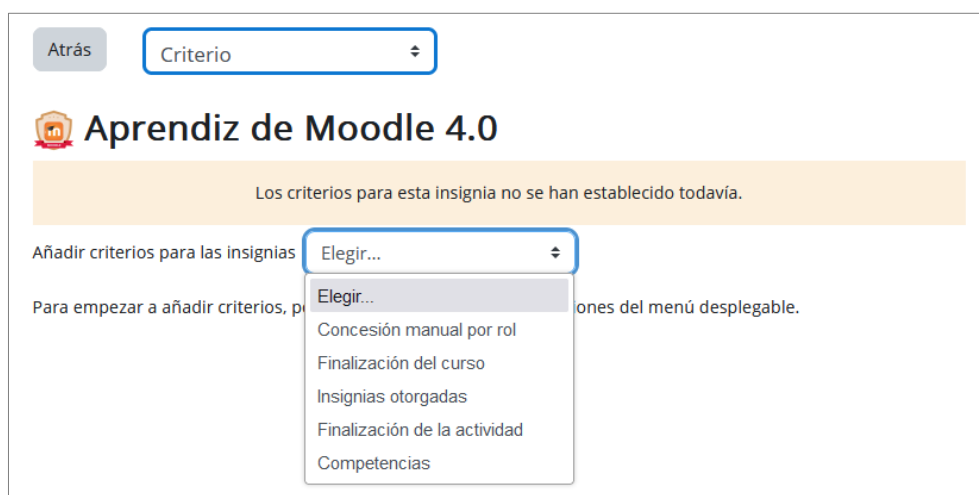 Atrás
Criterio
Aprendiz de Moodle 4.0
Los criterios para esta insignia no se han establecido todavía.
Añadir criterios para las insignias Elegir...
Elegir...
Para empezar a añadir criterios, iones del menú desplegable.
Concesión manual por rol
Finalización del curso
Insignias otorgadas
Finalización de la actividad
Competencias